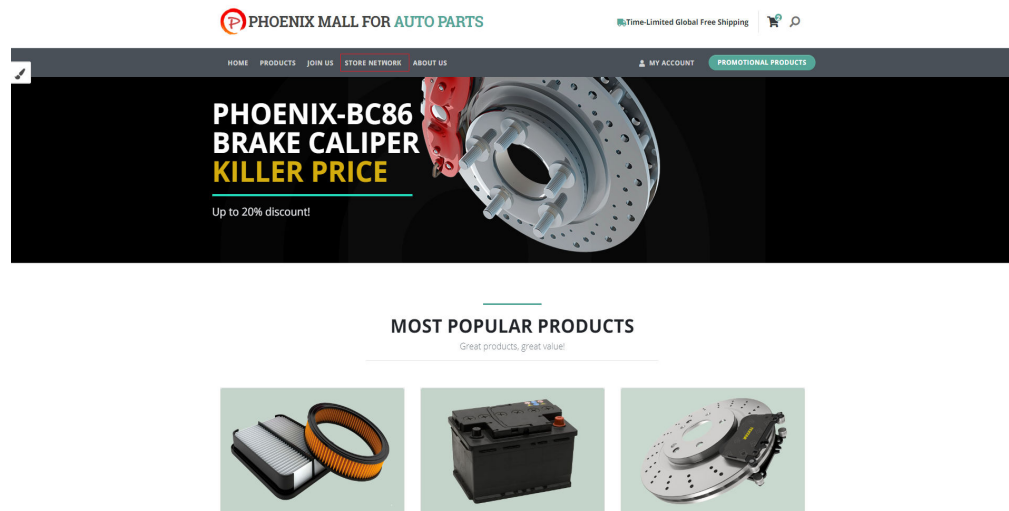 PHOENIX MALL FOR AUTO PARTS
Time-Limited Global Free Shipping
HOME PRODUCTS JOIN US STORE NETWORK ABOUT US
MY ACCOUNT PROMOTIONAL PRODUCTS
PHOENIX-BC86
BRAKE CALIPER
KILLER PRICE
Up to 20% discount!
MOST POPULAR PRODUCTS
Great products, great value!